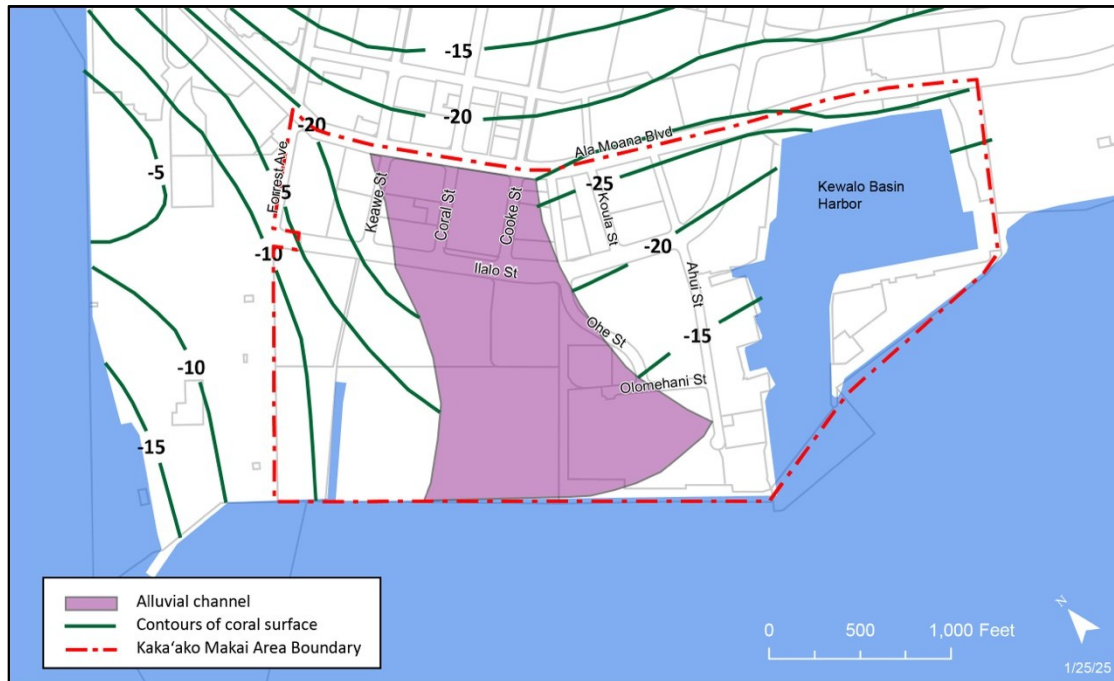 -15
-20
-20
Ala Moana Blvd
-5
Forrest Ave
-5
Keawe St
Coral St
Cooke St
-25
Koula St
Kewalo Basin
Harbor
-10
Ilalo St
-20
Ahui St
Ohe St
-15
-10
Olomehani St
-15
Alluvial channel
Contours of coral surface
Kaka‘ako Makai Area Boundary
0 500 1,000 Feet
N
1/25/25